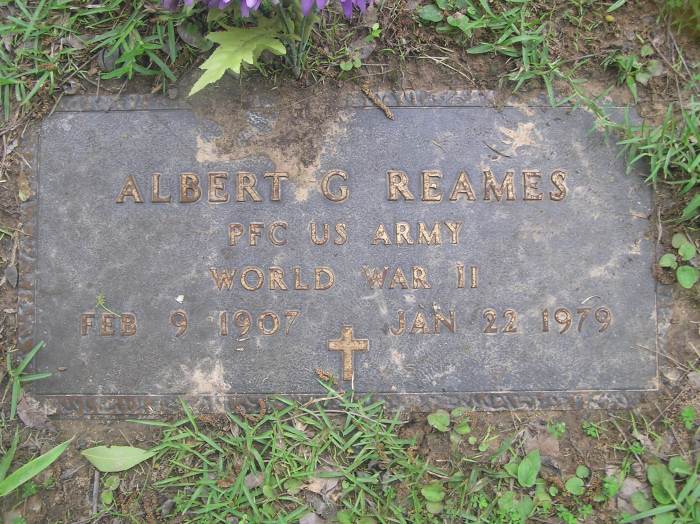 ALBERT G REAMES
PFC US ARMY
WORLD WAR II
FEB 9 1907 JAN 22 1979